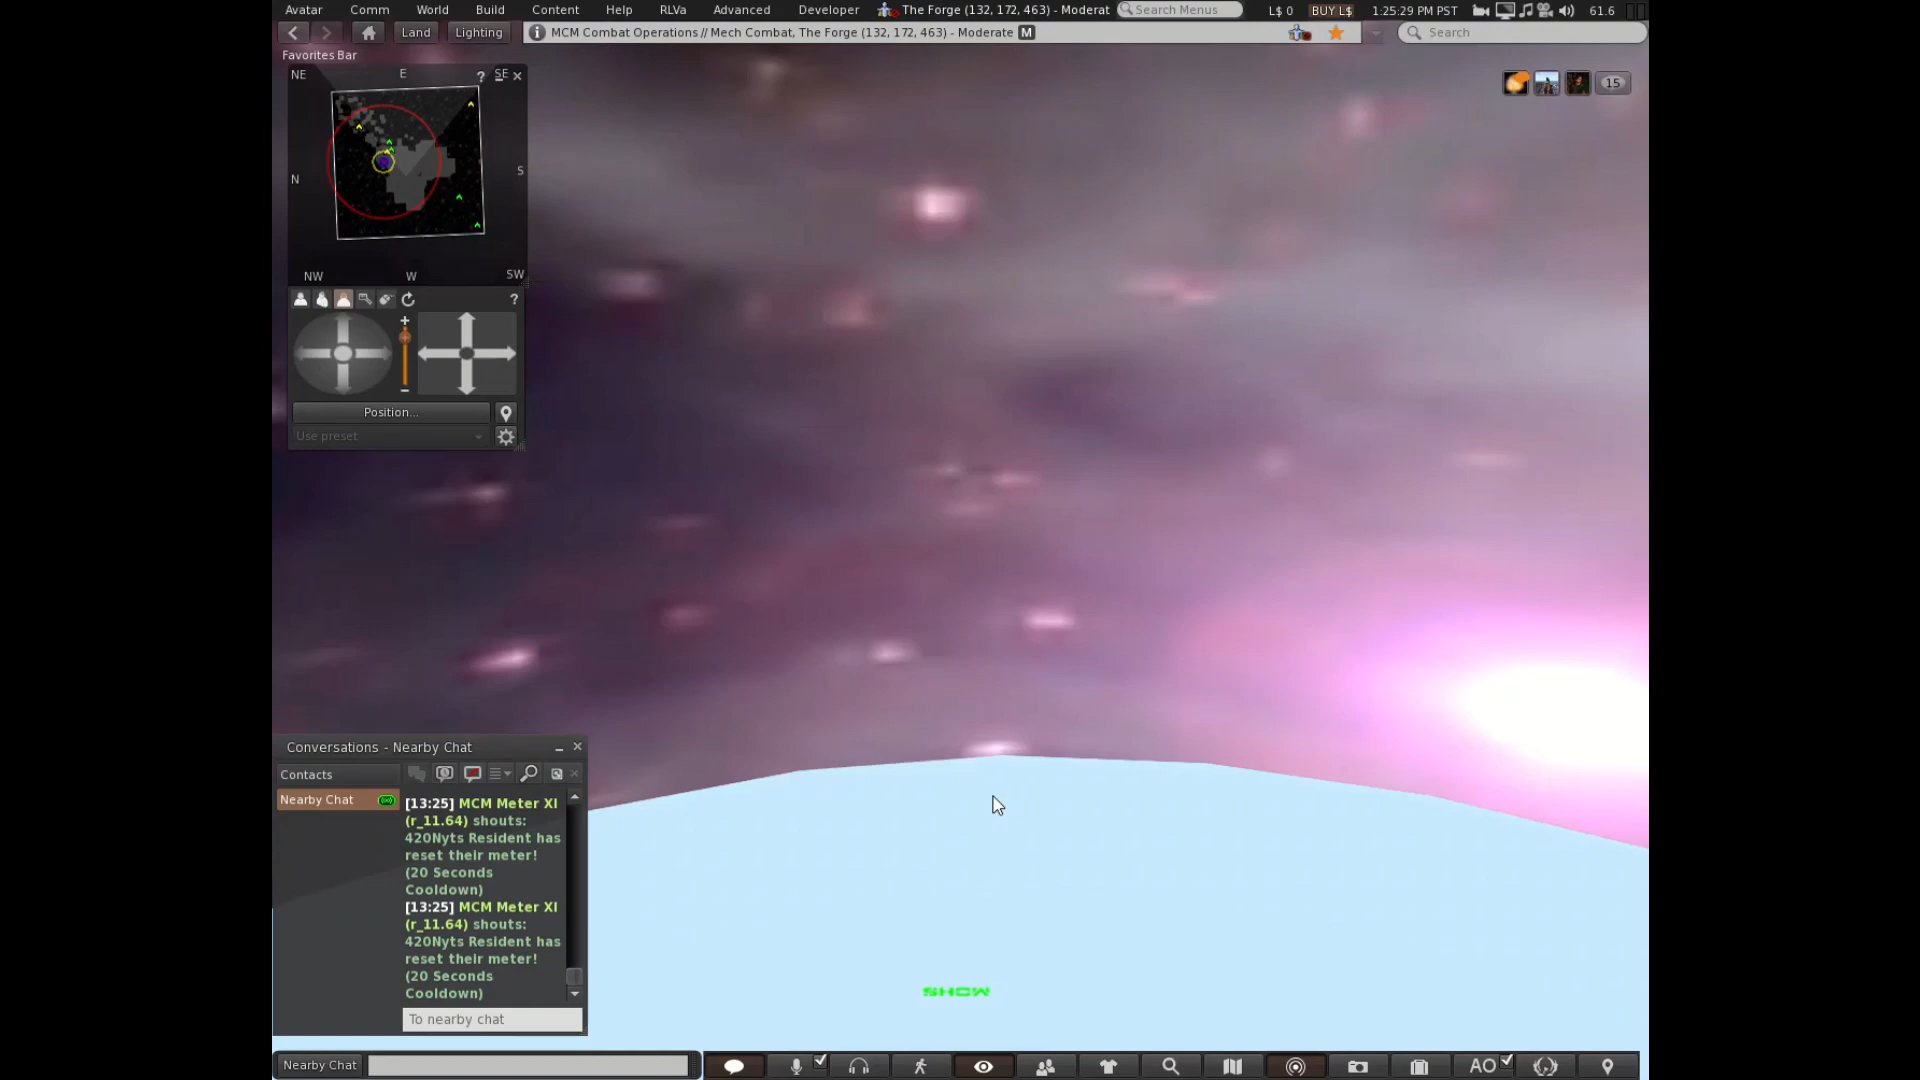 Avatar Comm World Build Content Help RLVa Advanced Developer The Forge (132, 172, 463) - Moderat Search Menus L$ 0 BUY L$ 1:25:29 PM PST 61.6
Land Lighting MCM Combat Operations // Mech Combat, The Forge (132, 172, 463) - Moderate M Search
Favorites Bar
NE E ? SE
15
N S
NW W SW
?
+
-
Position...
Use preset
Conversations - Nearby Chat
Contacts
Nearby Chat
[13:25] MCM Meter XI
(r_11.64) shouts:
420Nyts Resident has
reset their meter!
(20 Seconds
Cooldown)
[13:25] MCM Meter XI
(r_11.64) shouts:
420Nyts Resident has
reset their meter!
(20 Seconds
Cooldown)
SHOW
To nearby chat
Nearby Chat AO